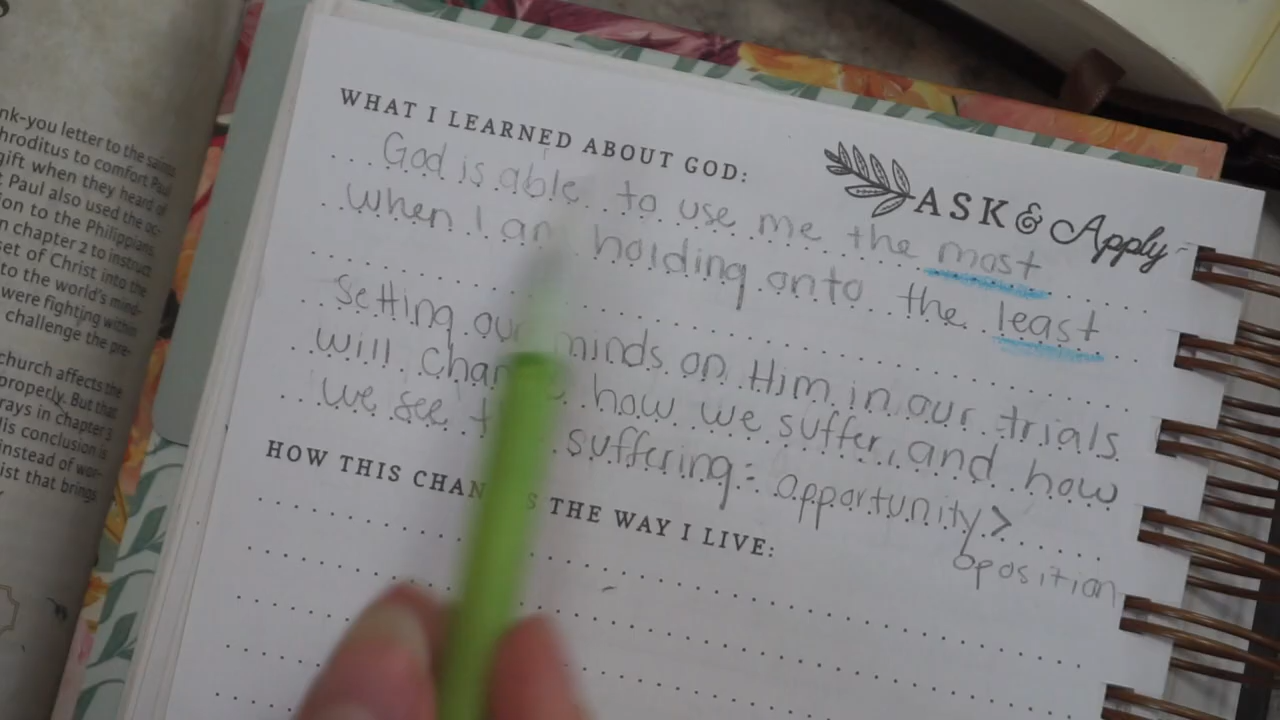 S
nk-you letter to the saints
hroditus to comfort Paul
gift when they heard of
Paul also used the oc-
ion to the Philippians.
n chapter 2 to instruct
set of Christ into the
to the world's mind-
were fighting within
challenge the pre-
church affects the
properly. But that
rays in chapter 3
His conclusion is
instead of wor-
ist that brings
WHAT I LEARNED ABOUT GOD:
ASK & Apply
God is able to use me the most
when I am holding onto the least
Setting our minds on Him in our trials
will change how we suffer, and how
we see suffering: opportunity >
oposition
HOW THIS CHANGES THE WAY I LIVE: